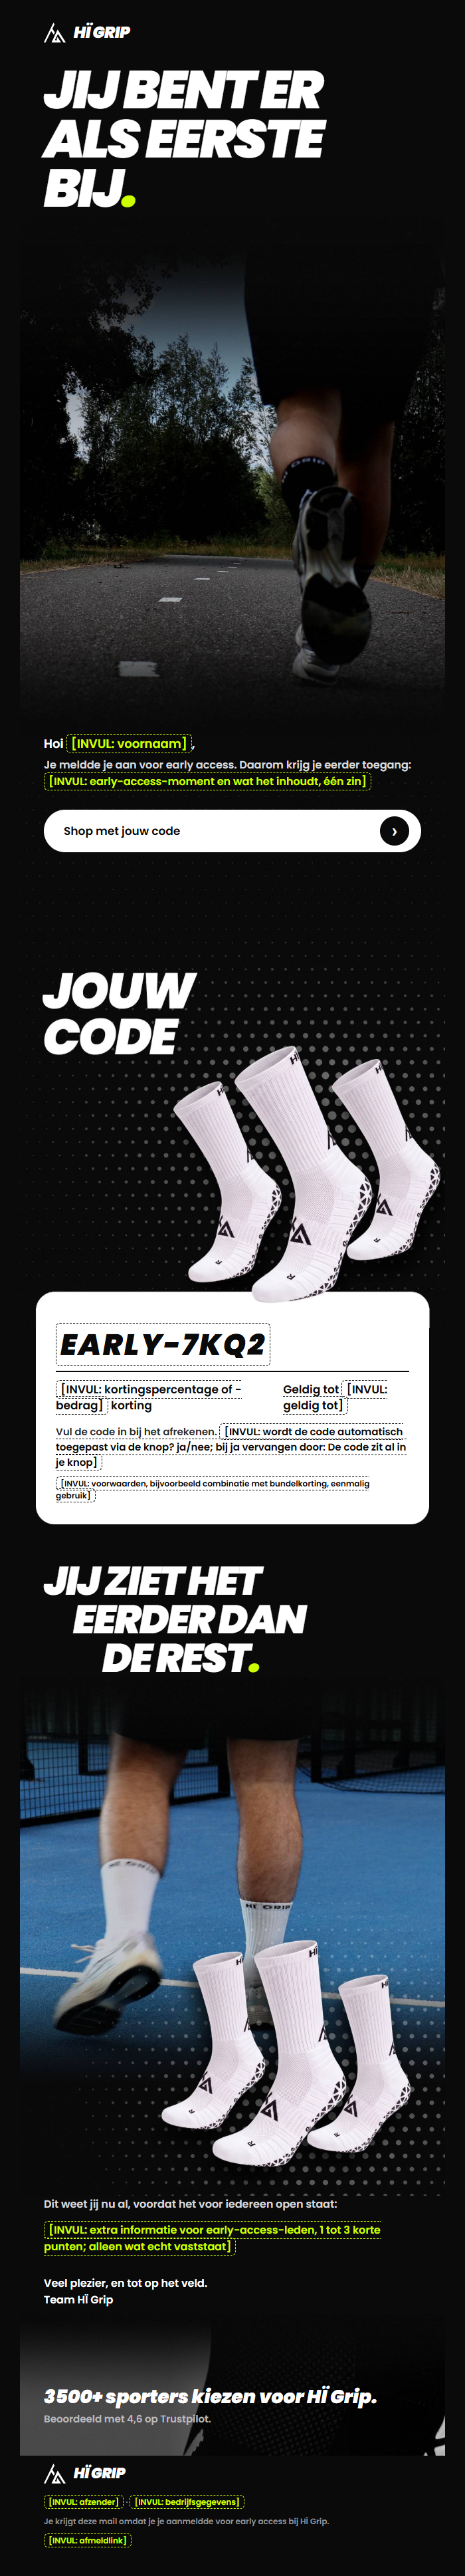 HÏ GRIP
JIJ BENT ER
ALS EERSTE
BIJ.
Hoi [INVUL: voornaam],
Je meldde je aan voor early access. Daarom krijg je eerder toegang:
[INVUL: early-access-moment en wat het inhoudt, één zin]
Shop met jouw code
JOUW
CODE
EARLY-7KQ2
[INVUL: kortingspercentage of -
bedrag] korting
Geldig tot [INVUL:
geldig tot]
Vul de code in bij het afrekenen. [INVUL: wordt de code automatisch
toegepast via de knop? ja/nee; bij ja vervangen door: De code zit al in
je knop]
[INVUL: voorwaarden, bijvoorbeeld combinatie met bundelkorting, eenmalig
gebruik]
JIJ ZIET HET
EERDER DAN
DE REST.
HÏ GRIP
Dit weet jij nu al, voordat het voor iedereen open staat:
[INVUL: extra informatie voor early-access-leden, 1 tot 3 korte
punten; alleen wat echt vaststaat]
Veel plezier, en tot op het veld.
Team HÏ Grip
3500+ sporters kiezen voor HÏ Grip.
Beoordeeld met 4,6 op Trustpilot.
HÏ GRIP
[INVUL: afzender] · [INVUL: bedrijfsgegevens]
Je krijgt deze mail omdat je je aanmeldde voor early access bij HÏ Grip.
[INVUL: afmeldlink]